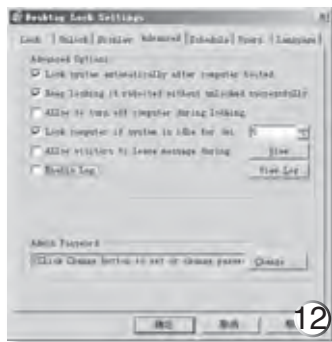 Desktop Lock Settings
Lock Unlock Display Advanced Schedule Users Language
Advanced Options
Lock system automatically after computer booted
Keep locking if rebooted without unlocked successfully
Allow to turn off computer during locking
Lock computer if system is idle for
Allow visitors to leave message during View
Enable Log View Log
Admin Password
Click Change button to set or change Change
确定 取消
12